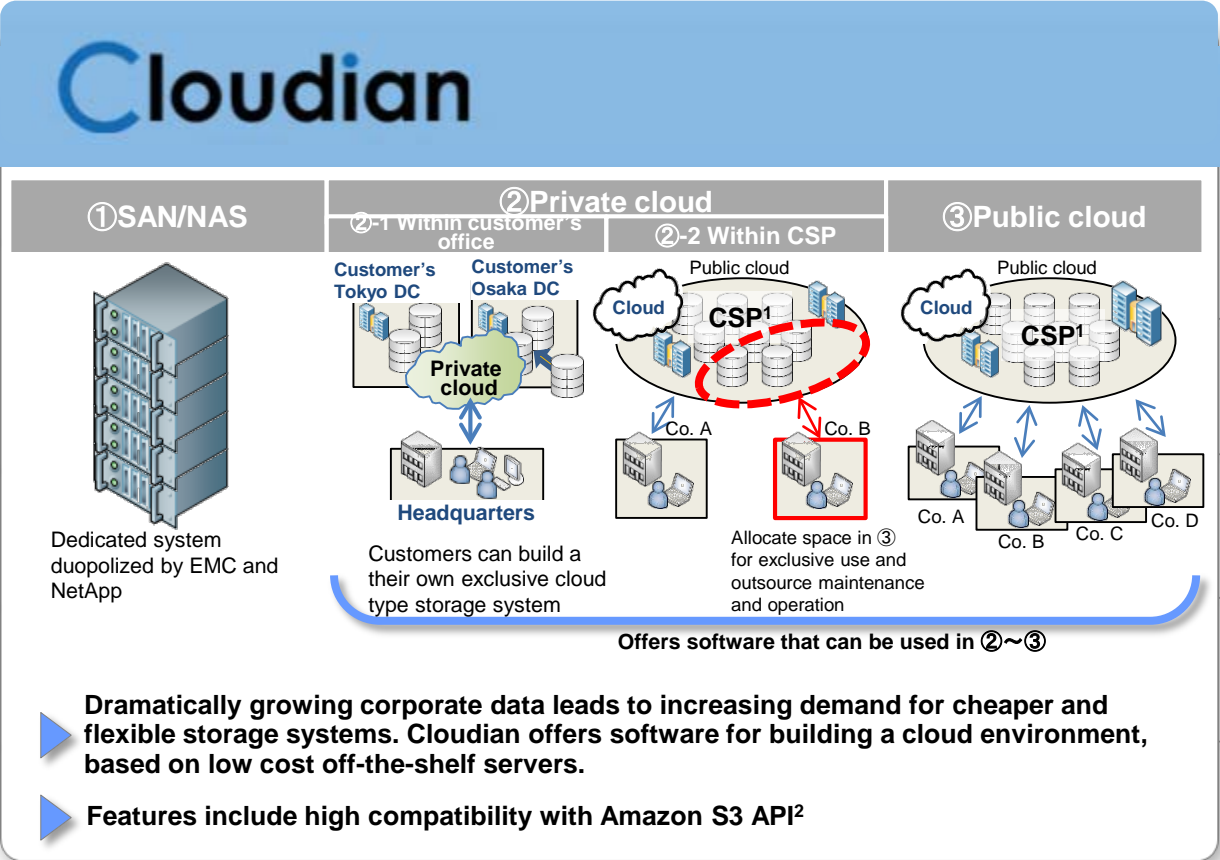 Cloudian
①SAN/NAS
②Private cloud
②-1 Within customer's
office
②-2 Within CSP
③Public cloud
Customer's
Tokyo DC
Customer's
Osaka DC
Private
cloud
Headquarters
Public cloud
Cloud
CSP¹
Co. A
Co. B
Public cloud
Cloud
CSP¹
Co. A
Co. B
Co. C
Co. D
Dedicated system
duopolized by EMC and
NetApp
Customers can build a
their own exclusive cloud
type storage system
Allocate space in ③
for exclusive use and
outsource maintenance
and operation
Offers software that can be used in ②～③
Dramatically growing corporate data leads to increasing demand for cheaper and
flexible storage systems. Cloudian offers software for building a cloud environment,
based on low cost off-the-shelf servers.
Features include high compatibility with Amazon S3 API²